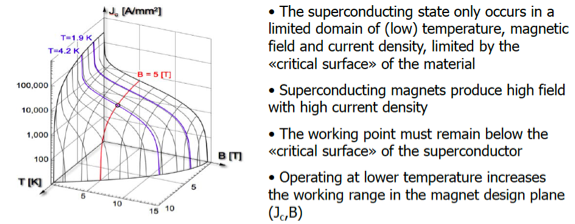 Jc [A/mm²]
T=1.9 K
T=4.2 K
B = 5 [T]
100,000
10,000
1,000
100
B [T]
T [K]
5
5
10
10
15
• The superconducting state only occurs in a
limited domain of (low) temperature, magnetic
field and current density, limited by the
«critical surface» of the material
• Superconducting magnets produce high field
with high current density
• The working point must remain below the
«critical surface» of the superconductor
• Operating at lower temperature increases
the working range in the magnet design plane
(Jc,B)